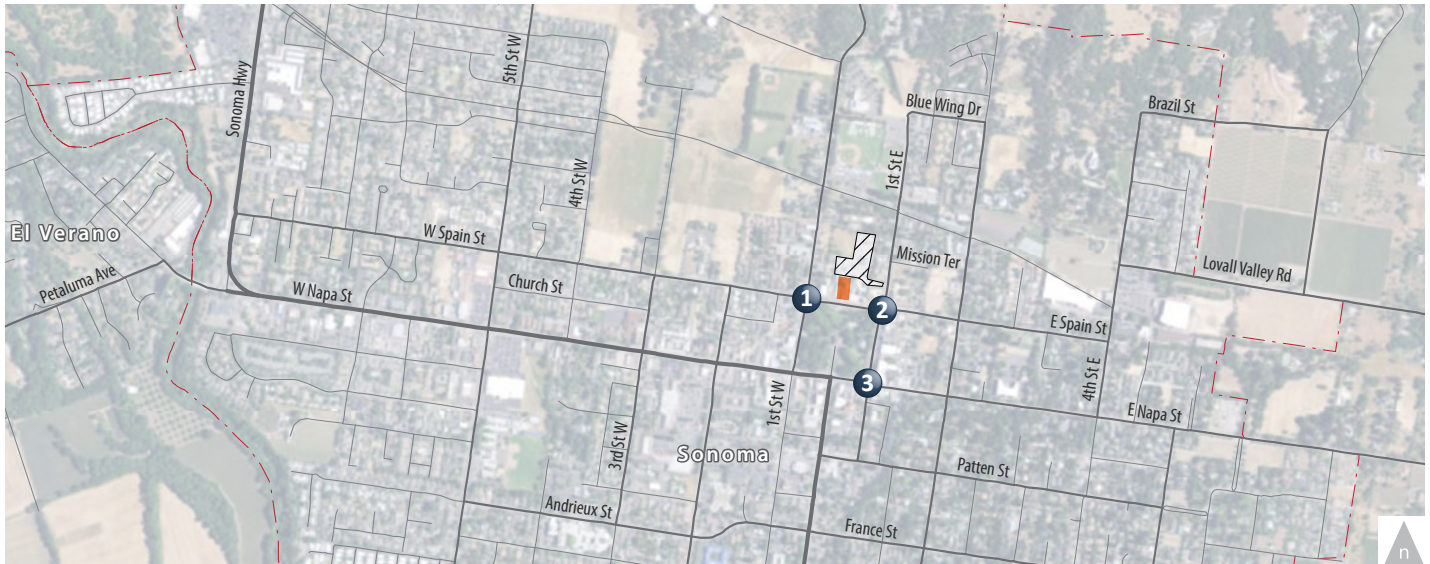 5th St W
Sonoma Hwy
Blue Wing Dr
Brazil St
1st St E
4th St W
El Verano
W Spain St
Mission Ter
Lovall Valley Rd
Petaluma Ave
W Napa St
Church St
1
2
E Spain St
3
4th St E
1st St W
E Napa St
3rd St W
Sonoma
Patten St
Andrieux St
France St
n